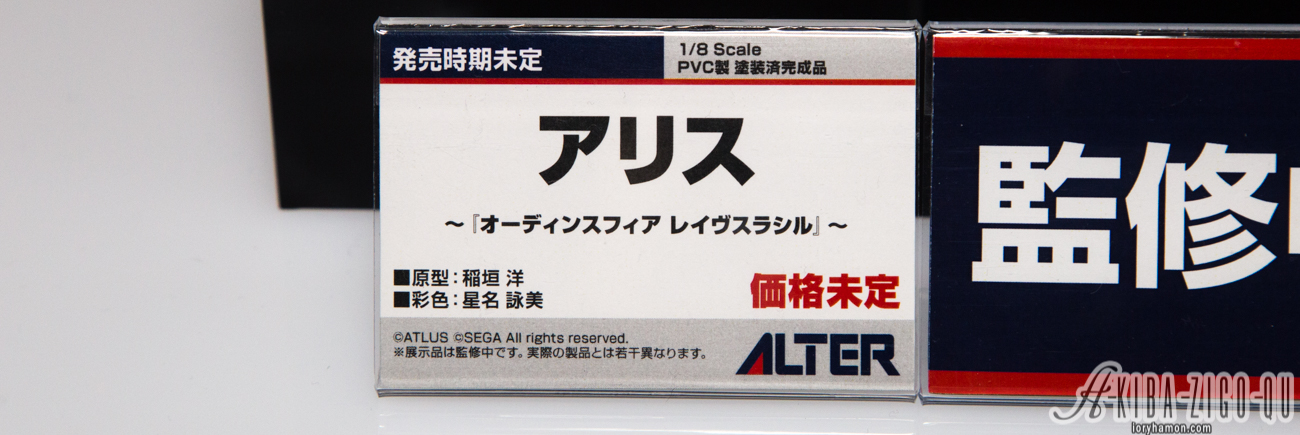 発売時期未定
1/8 Scale
PVC製 塗装済完成品
アリス
～『オーディンスフィア レイヴスラシル』～
■原型：稲垣 洋
■彩色：星名 詠美
価格未定
©ATLUS ©SEGA All rights reserved.
※展示品は監修中です。実際の製品とは若干異なります。
ALTER
監修
A-KIBA-ZIGO-QU
loryhamon.com